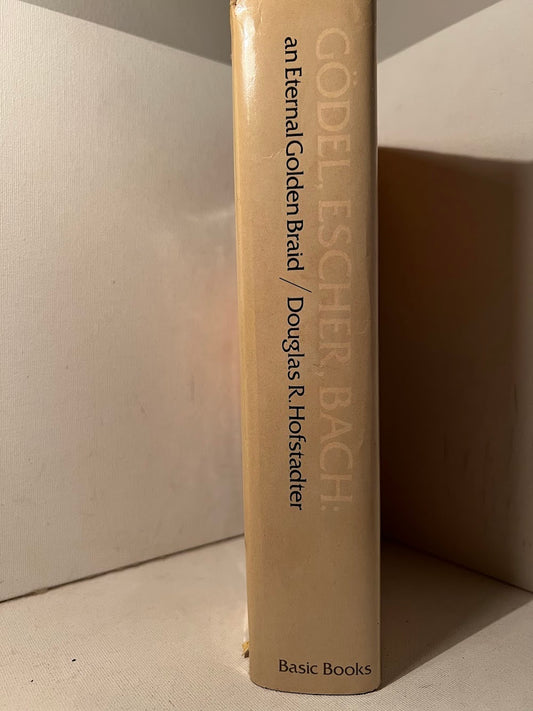 GÖDEL, ESCHER, BACH:
an Eternal Golden Braid / Douglas R. Hofstadter
Basic Books